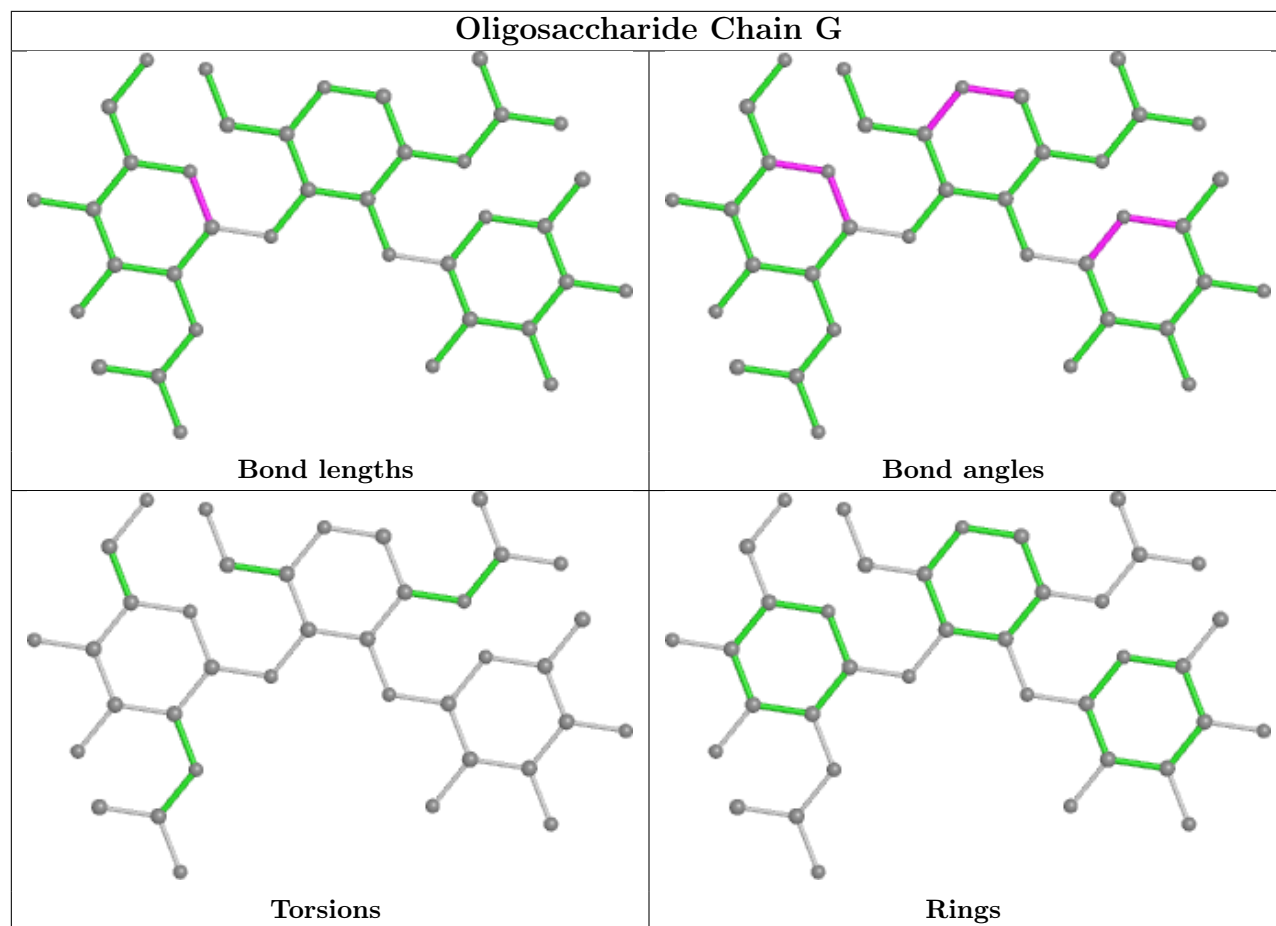 Oligosaccharide Chain G
Bond lengths
Bond angles
Torsions
Rings